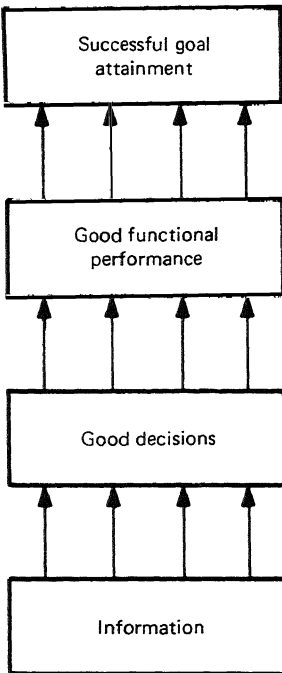 Successful goal
attainment
Good functional
performance
Good decisions
Information